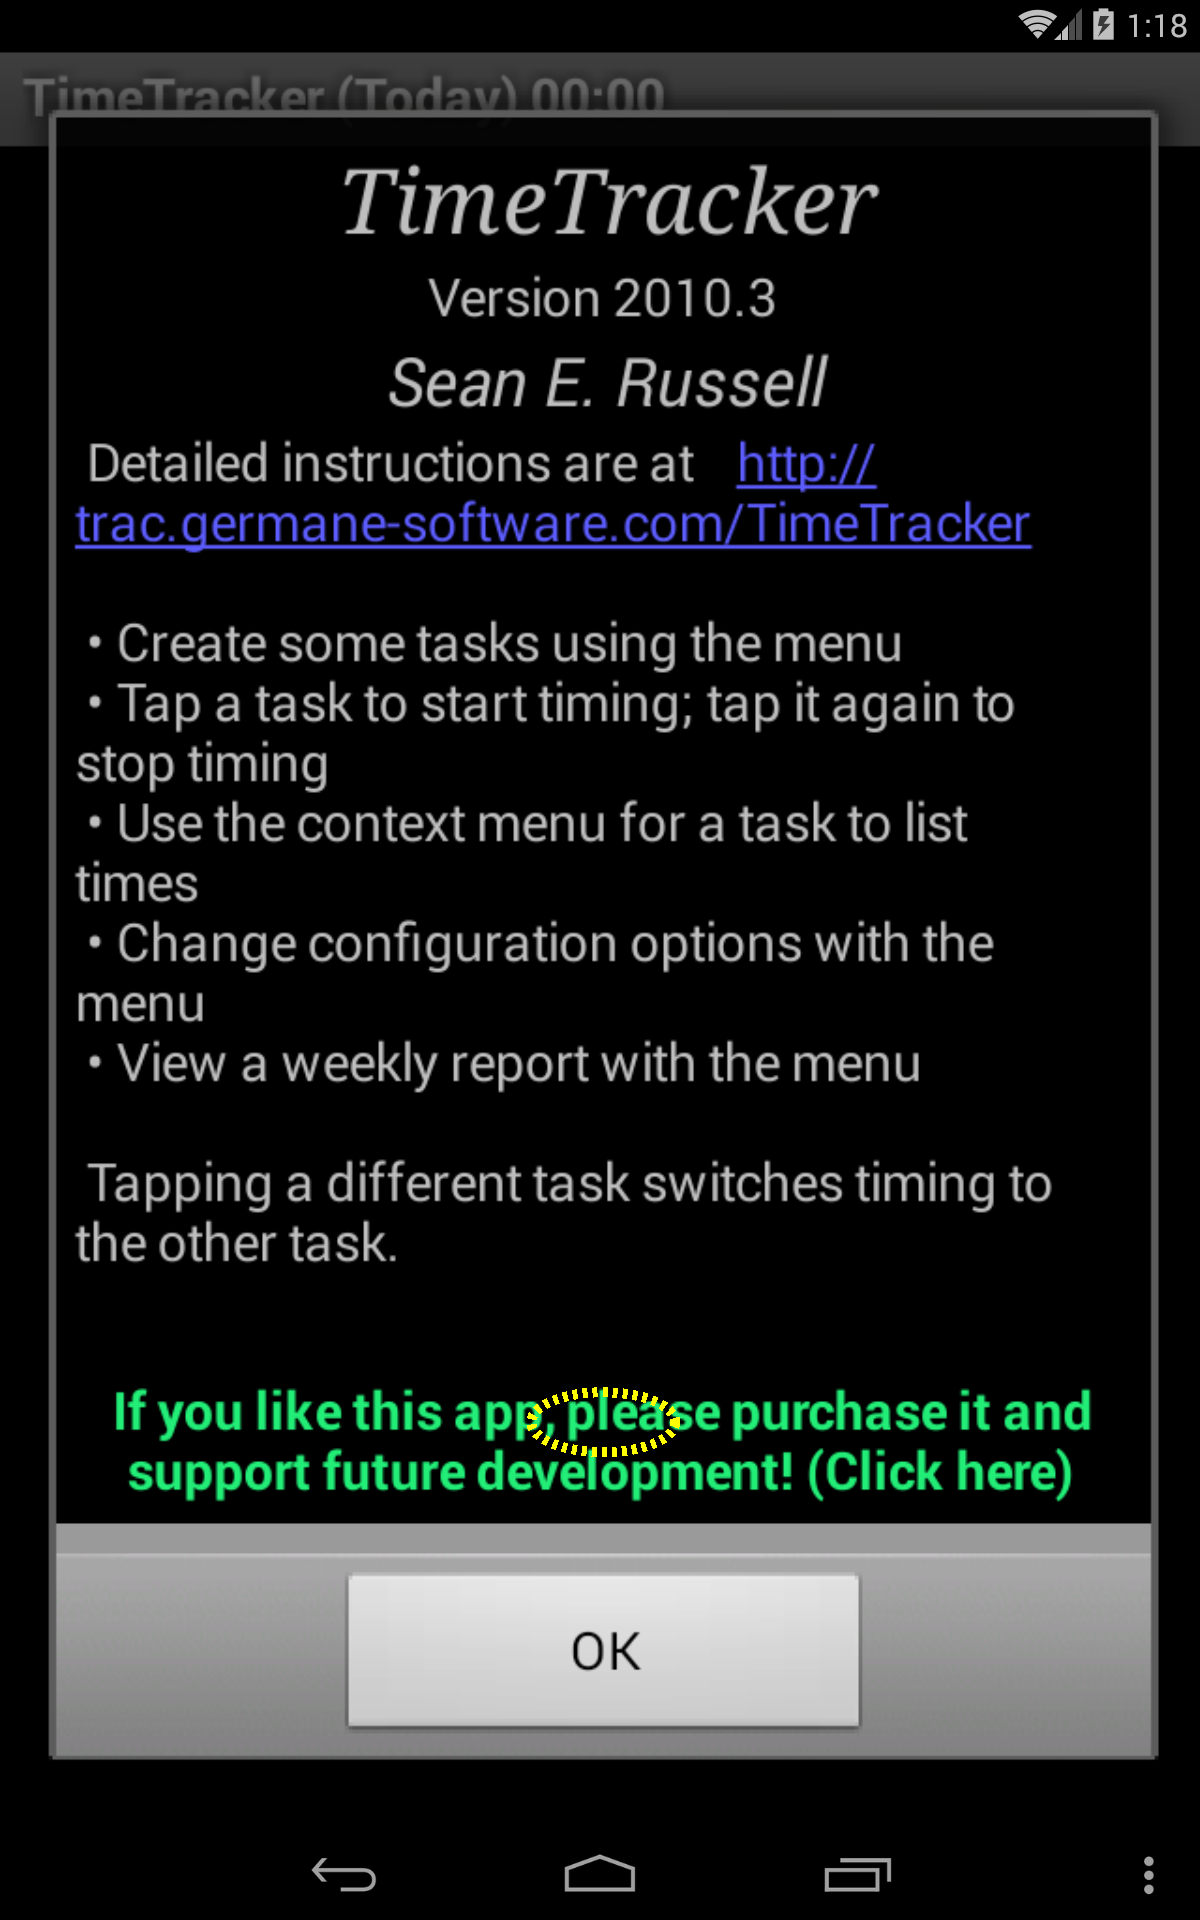 1:18
TimeTracker (Today) 00:00
TimeTracker
Version 2010.3
Sean E. Russell
Detailed instructions are at http://
trac.germane-software.com/TimeTracker
• Create some tasks using the menu
• Tap a task to start timing; tap it again to
stop timing
• Use the context menu for a task to list
times
• Change configuration options with the
menu
• View a weekly report with the menu
Tapping a different task switches timing to
the other task.
If you like this app, please purchase it and
support future development! (Click here)
OK